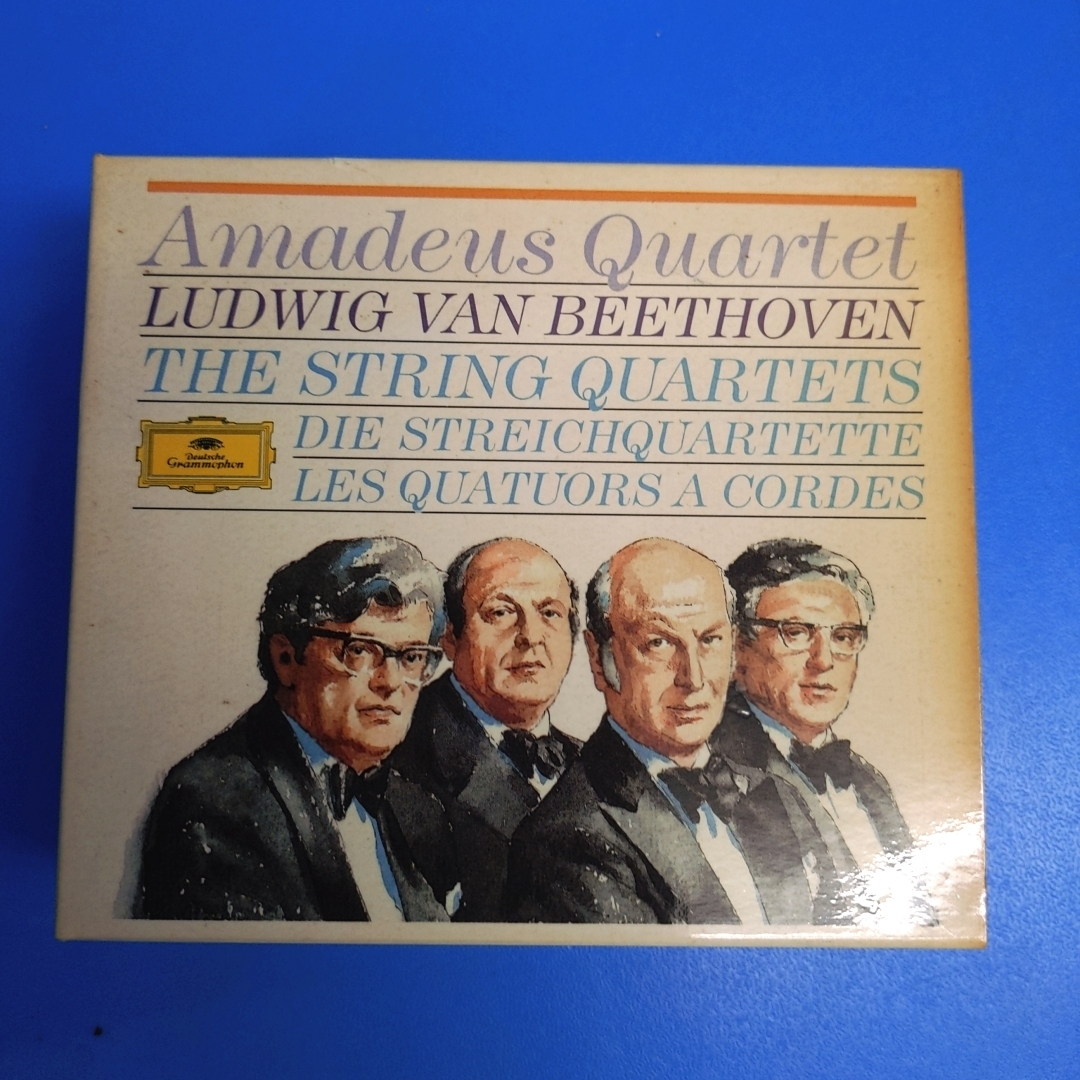 Amadeus Quartet
LUDWIG VAN BEETHOVEN
THE STRING QUARTETS
DIE STREICHQUARTETTE
LES QUATUORS A CORDES
Deutsche
Grammophon